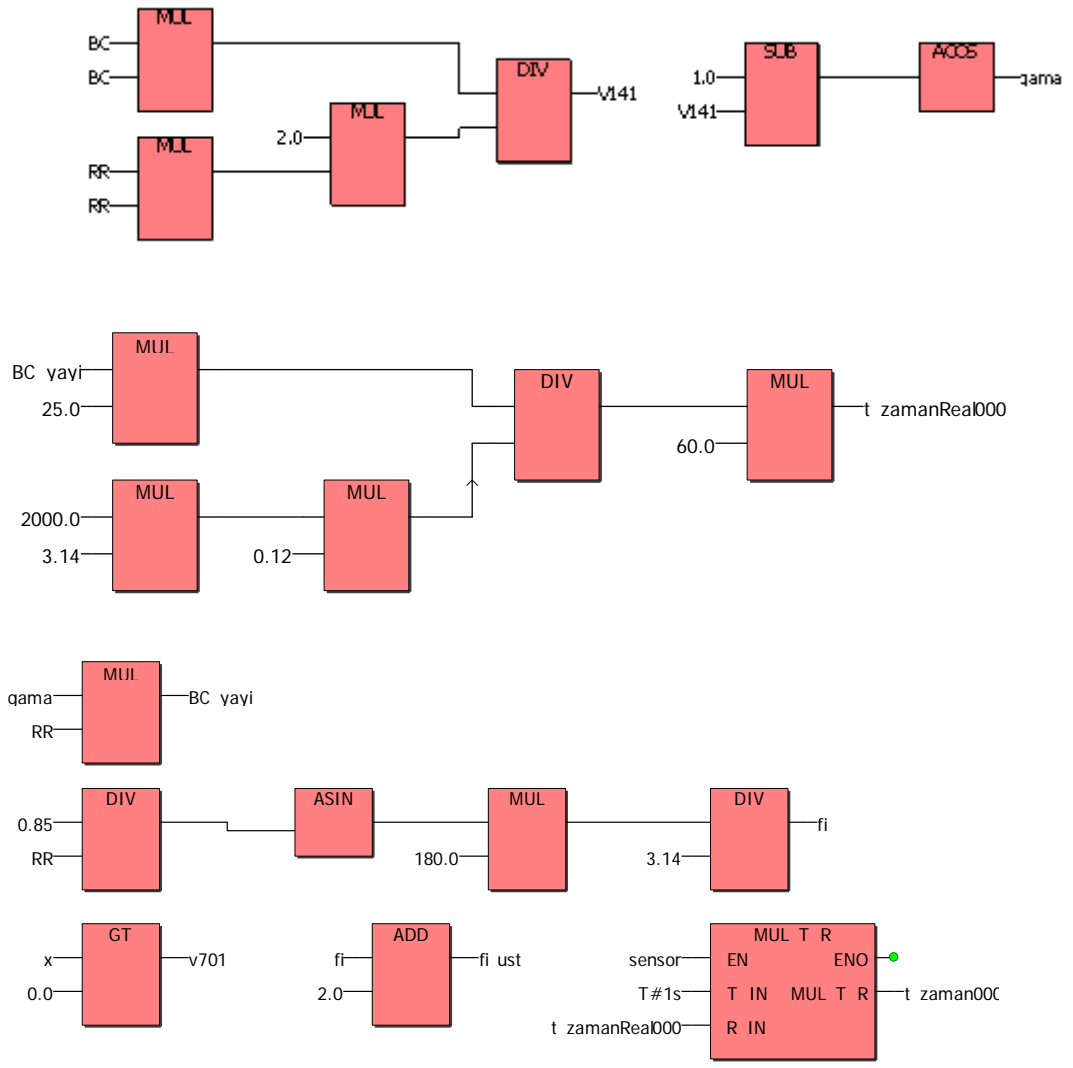 MUL
BC
BC
DIV
V141
MUL
2.0
MUL
RR
RR
SUB
1.0
V141
ACOS
gama
MUL
BC yayi
25.0
DIV
MUL
t zamanReal000
60.0
MUL
2000.0
3.14
MUL
0.12
MUL
gama
BC yayi
RR
DIV
0.85
RR
ASIN
MUL
180.0
DIV
fi
3.14
GT
x
v701
0.0
ADD
fi
fi ust
2.0
MUL T R
sensor
EN
ENO
T#1s
T IN
MUL T R
t zaman000
t zamanReal000
R IN